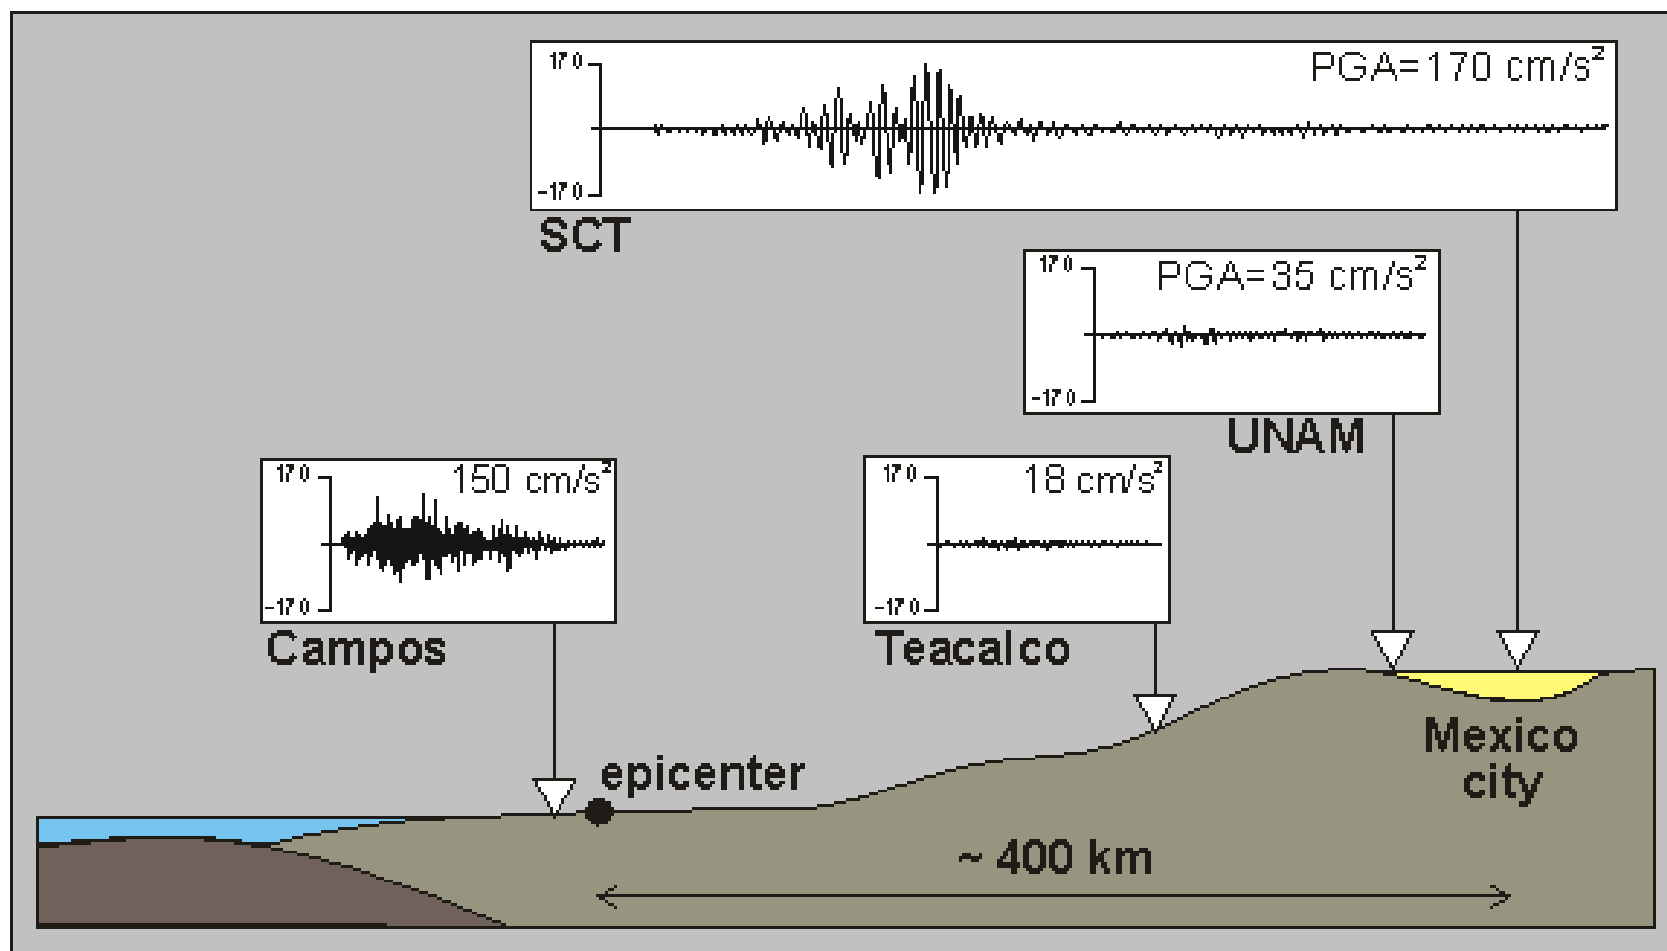 170
PGA=170 cm/s²
-170
SCT
170
PGA=35 cm/s²
-170
UNAM
170
150 cm/s²
-170
Campos
170
18 cm/s²
-170
Teacalco
epicenter
Mexico
city
~ 400 km